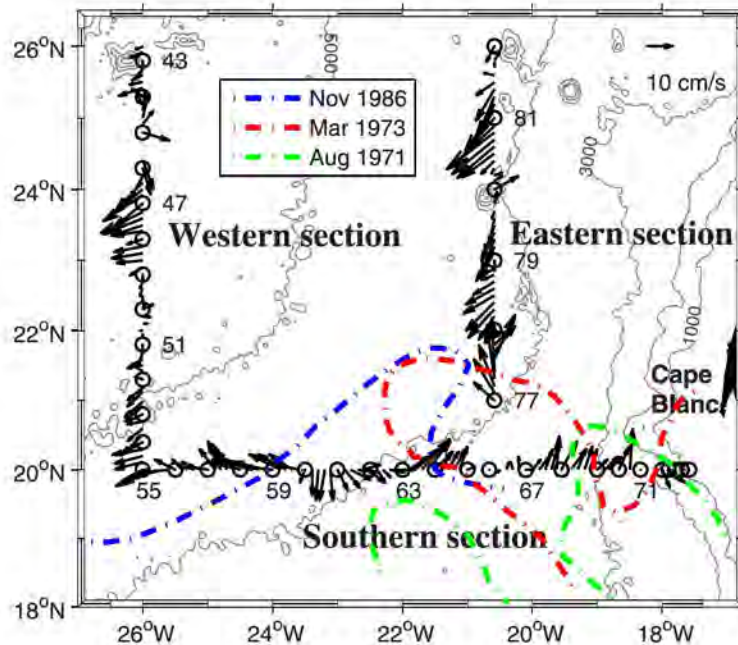 26°N
24°N
22°N
20°N
18°N
26°W
24°W
22°W
20°W
18°W
43
47
51
55
59
63
67
71
77
79
81
5000
3000
1000
10 cm/s
Nov 1986
Mar 1973
Aug 1971
Western section
Eastern section
Southern section
Cape
Blanc